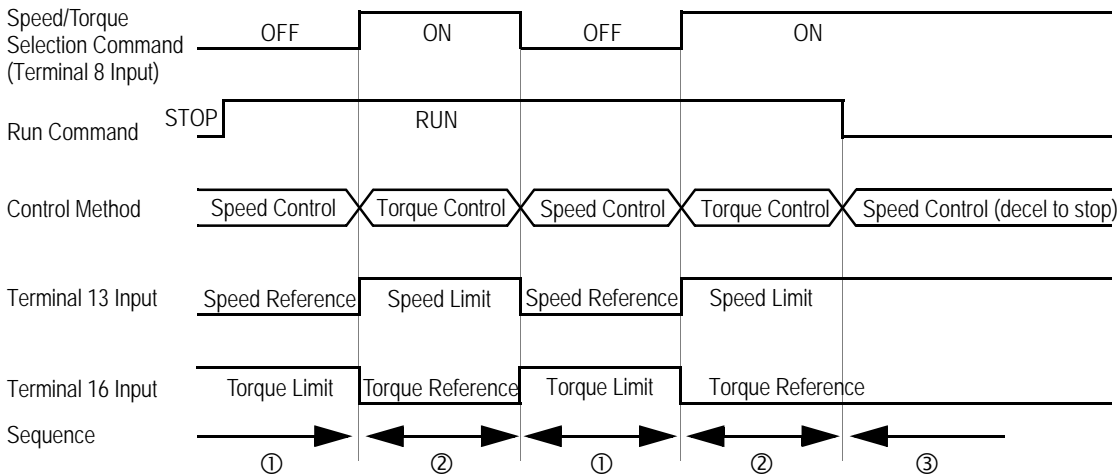 Speed/Torque
Selection Command
(Terminal 8 Input)
OFF ON OFF ON
Run Command STOP RUN
Control Method Speed Control Torque Control Speed Control Torque Control Speed Control (decel to stop)
Terminal 13 Input Speed Reference Speed Limit Speed Reference Speed Limit
Terminal 16 Input Torque Limit Torque Reference Torque Limit Torque Reference
Sequence
① ② ① ② ③